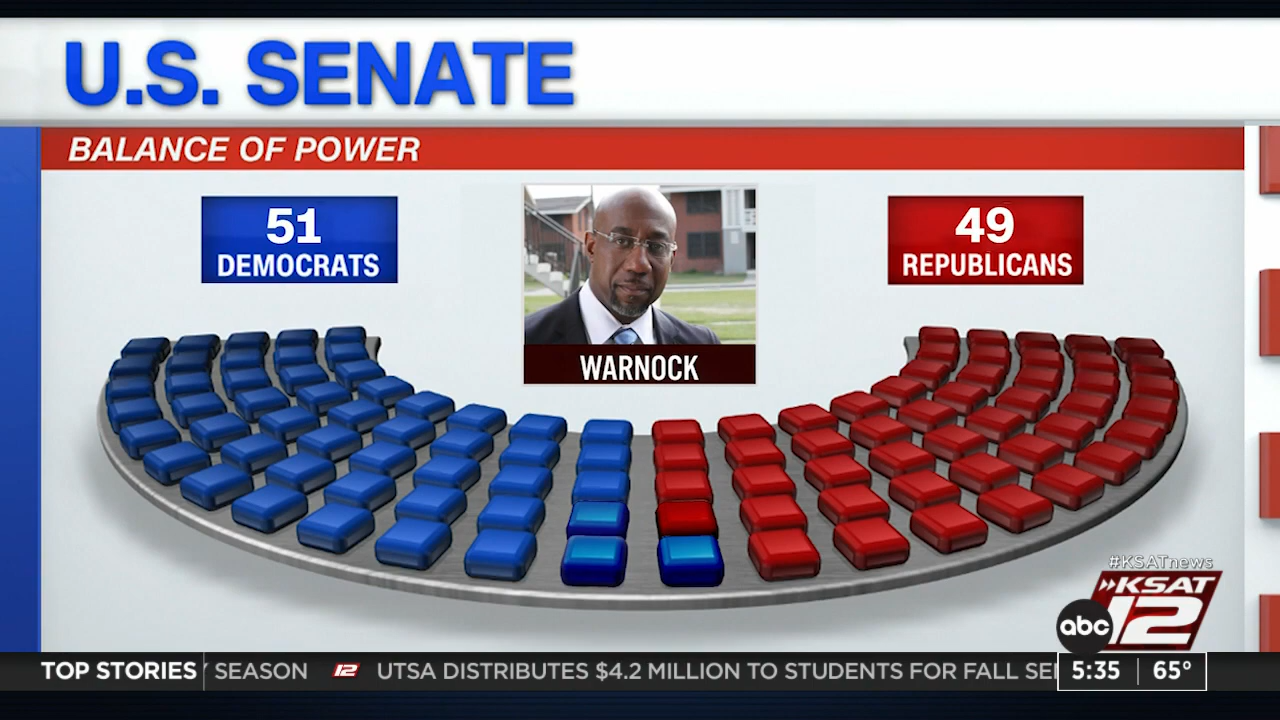 U.S. SENATE
BALANCE OF POWER
51
DEMOCRATS
49
REPUBLICANS
WARNOCK
#KSATnews
KSAT
abc
12
TOP STORIES
SEASON
12
UTSA DISTRIBUTES $4.2 MILLION TO STUDENTS FOR FALL SE
5:35
65°